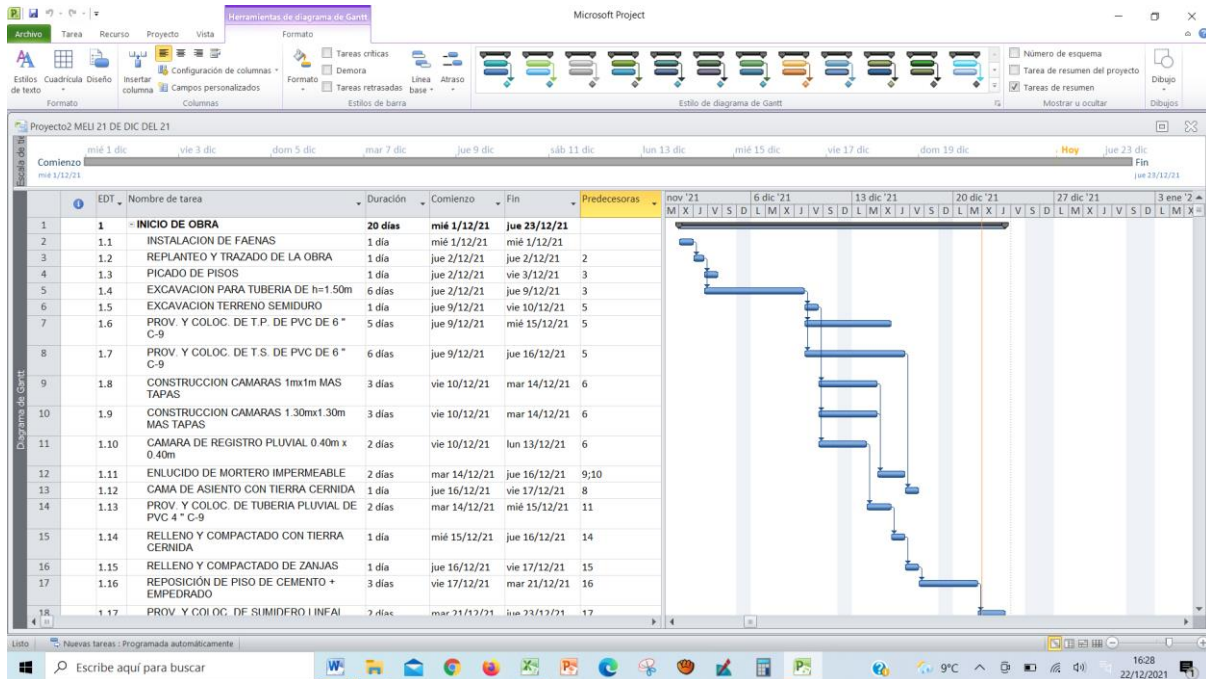 Herramientas de diagrama de Gantt
Microsoft Project
Archivo Tarea Recurso Proyecto Vista Formato
Estilos de texto
Cuadrícula
Diseño
Formato
Insertar columna
Configuración de columnas
Campos personalizados
Columnas
Formato
Tareas críticas
Demora
Tareas retrasadas
Línea base
Atraso
Estilos de barra
Estilo de diagrama de Gantt
Número de esquema
Tarea de resumen del proyecto
Tareas de resumen
Mostrar u ocultar
Dibujo
Dibujos
Proyecto2 MELI 21 DE DIC DEL 21
mié 1 dic vie 3 dic dom 5 dic mar 7 dic jue 9 dic sáb 11 dic lun 13 dic mié 15 dic vie 17 dic dom 19 dic Hoy jue 23 dic
Comienzo
mié 1/12/21
Fin
jue 23/12/21
EDT Nombre de tarea Duración Comienzo Fin Predecesoras
nov '21 6 dic '21 13 dic '21 20 dic '21 27 dic '21 3 ene '2
M X J V S D L M X J V S D L M X J V S D L M X J V S D L M X J V S D L M X
1 1 INICIO DE OBRA 20 días mié 1/12/21 jue 23/12/21
2 1.1 INSTALACION DE FAENAS 1 día mié 1/12/21 mié 1/12/21
3 1.2 REPLANTEO Y TRAZADO DE LA OBRA 1 día jue 2/12/21 jue 2/12/21 2
4 1.3 PICADO DE PISOS 1 día jue 2/12/21 vie 3/12/21 3
5 1.4 EXCAVACION PARA TUBERIA DE h=1.50m 6 días jue 2/12/21 jue 9/12/21 3
6 1.5 EXCAVACION TERRENO SEMIDURO 1 día jue 9/12/21 vie 10/12/21 5
7 1.6 PROV. Y COLOC. DE T.P. DE PVC DE 6 " 5 días jue 9/12/21 mié 15/12/21 5
C-9
8 1.7 PROV. Y COLOC. DE T.S. DE PVC DE 6 " 6 días jue 9/12/21 jue 16/12/21 5
C-9
9 1.8 CONSTRUCCION CAMARAS 1mx1m MAS 3 días vie 10/12/21 mar 14/12/21 6
TAPAS
10 1.9 CONSTRUCCION CAMARAS 1.30mx1.30m 3 días vie 10/12/21 mar 14/12/21 6
MAS TAPAS
11 1.10 CAMARA DE REGISTRO PLUVIAL 0.40m x 2 días vie 10/12/21 lun 13/12/21 6
0.40m
12 1.11 ENLUCIDO DE MORTERO IMPERMEABLE 2 días mar 14/12/21 jue 16/12/21 9;10
13 1.12 CAMA DE ASIENTO CON TIERRA CERNIDA 1 día jue 16/12/21 vie 17/12/21 8
14 1.13 PROV. Y COLOC. DE TUBERIA PLUVIAL DE 2 días mar 14/12/21 mié 15/12/21 11
PVC 4 " C-9
15 1.14 RELLENO Y COMPACTADO CON TIERRA 1 día mié 15/12/21 jue 16/12/21 14
CERNIDA
16 1.15 RELLENO Y COMPACTADO DE ZANJAS 1 día jue 16/12/21 vie 17/12/21 15
17 1.16 REPOSICIÓN DE PISO DE CEMENTO + 3 días vie 17/12/21 mar 21/12/21 16
EMPEDRADO
18 1.17 PROV. Y COLOC. DE SUMIDERO LINEAL 2 días mar 21/12/21 jue 23/12/21 17
Diagrama de Gantt
Listo Nuevas tareas : Programada automáticamente
Escribe aquí para buscar
9°C
16:28
22/12/2021